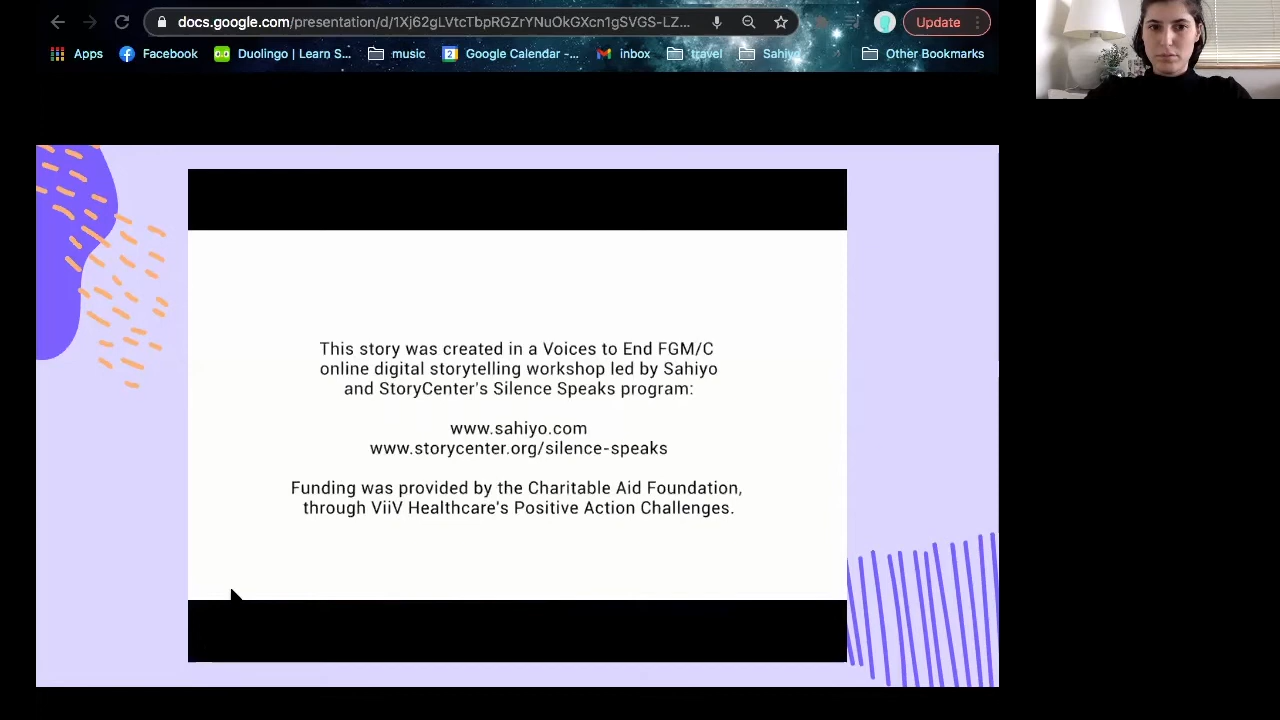 docs.google.com/presentation/d/1Xj62gLVtcTbpRGZrYNuOkGXcn1gSVGS-LZ...
Update
Apps
Facebook
Duolingo | Learn S...
music
2
Google Calendar -...
inbox
travel
Sahiyo
Other Bookmarks
This story was created in a Voices to End FGM/C
online digital storytelling workshop led by Sahiyo
and StoryCenter's Silence Speaks program:
www.sahiyo.com
www.storycenter.org/silence-speaks
Funding was provided by the Charitable Aid Foundation,
through ViiV Healthcare's Positive Action Challenges.